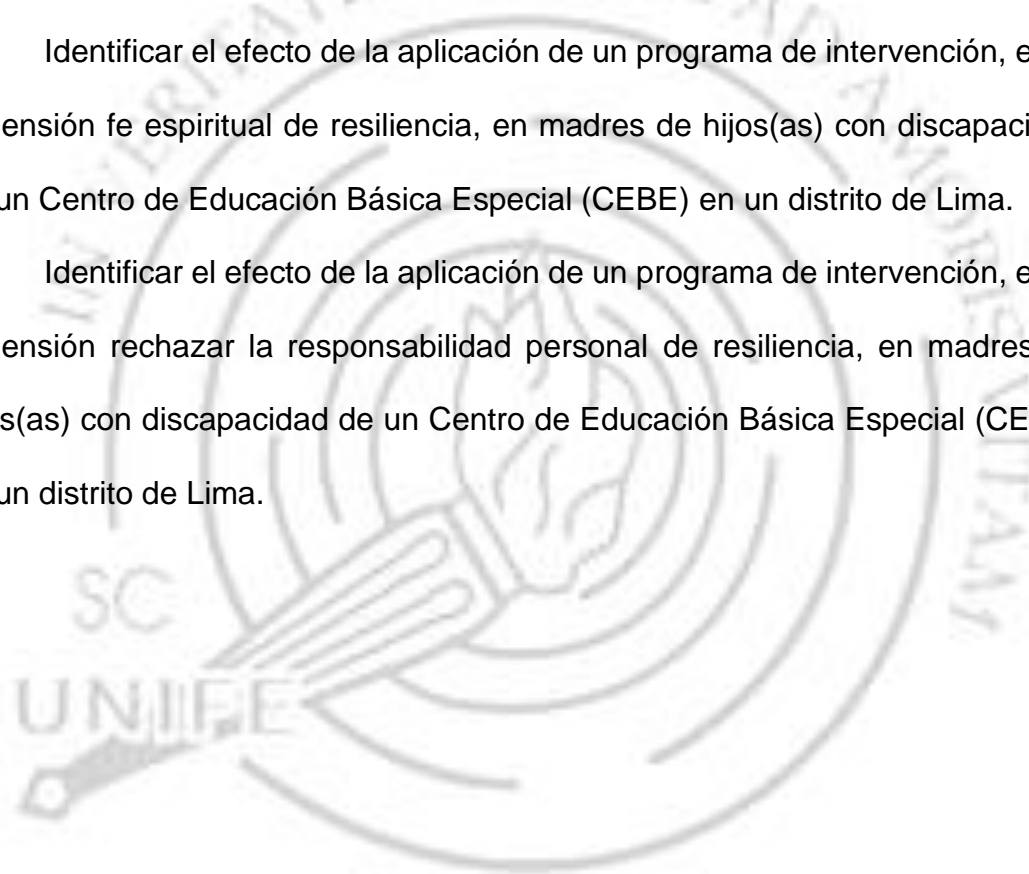 Identificar el efecto de la aplicación de un programa de intervención, e
ensión fe espiritual de resiliencia, en madres de hijos(as) con discapaci
un Centro de Educación Básica Especial (CEBE) en un distrito de Lima.
Identificar el efecto de la aplicación de un programa de intervención, e
ensión rechazar la responsabilidad personal de resiliencia, en madres
s(as) con discapacidad de un Centro de Educación Básica Especial (CE
un distrito de Lima.
SC
UNIFE